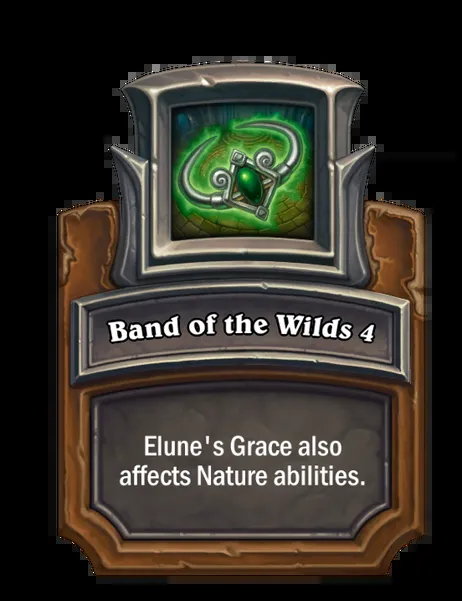 Band of the Wilds 4
Elune's Grace also
affects Nature abilities.